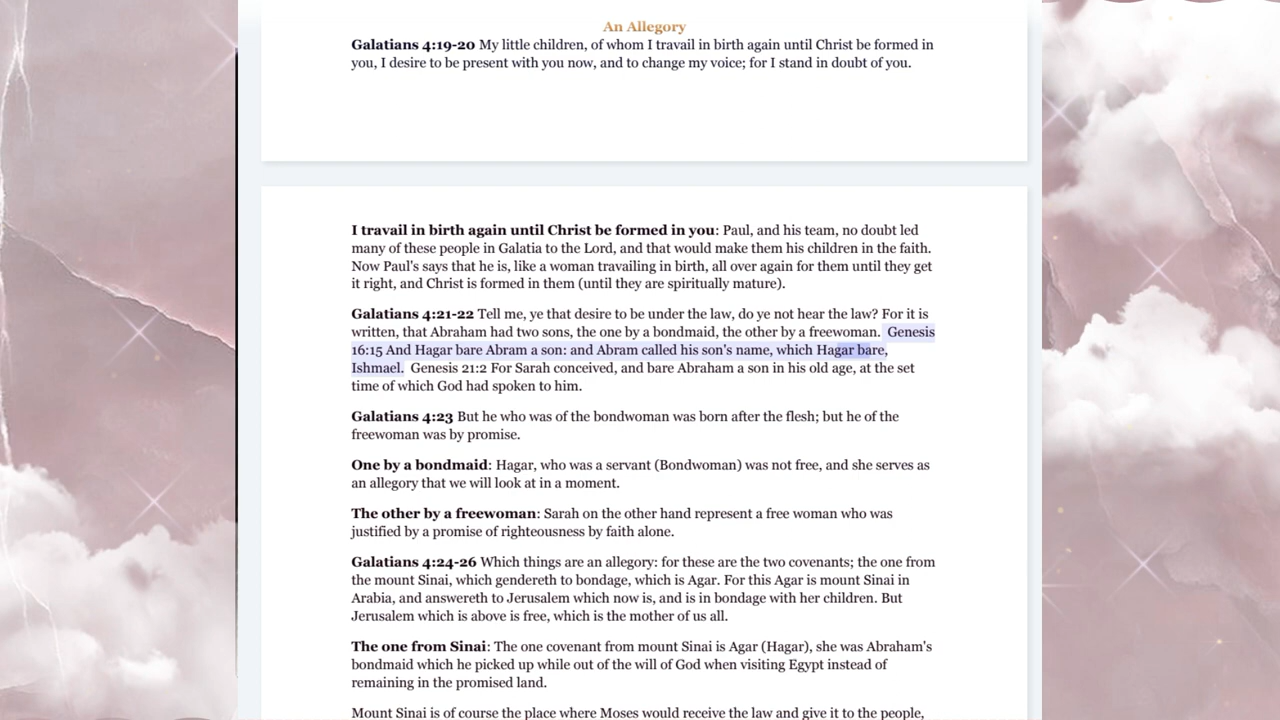 An Allegory
Galatians 4:19-20 My little children, of whom I travail in birth again until Christ be formed in
you, I desire to be present with you now, and to change my voice; for I stand in doubt of you.
I travail in birth again until Christ be formed in you: Paul, and his team, no doubt led
many of these people in Galatia to the Lord, and that would make them his children in the faith.
Now Paul's says that he is, like a woman travailing in birth, all over again for them until they get
it right, and Christ is formed in them (until they are spiritually mature).
Galatians 4:21-22 Tell me, ye that desire to be under the law, do ye not hear the law? For it is
written, that Abraham had two sons, the one by a bondmaid, the other by a freewoman. Genesis
16:15 And Hagar bare Abram a son: and Abram called his son's name, which Hagar bare,
Ishmael. Genesis 21:2 For Sarah conceived, and bare Abraham a son in his old age, at the set
time of which God had spoken to him.
Galatians 4:23 But he who was of the bondwoman was born after the flesh; but he of the
freewoman was by promise.
One by a bondmaid: Hagar, who was a servant (Bondwoman) was not free, and she serves as
an allegory that we will look at in a moment.
The other by a freewoman: Sarah on the other hand represent a free woman who was
justified by a promise of righteousness by faith alone.
Galatians 4:24-26 Which things are an allegory: for these are the two covenants; the one from
the mount Sinai, which gendereth to bondage, which is Agar. For this Agar is mount Sinai in
Arabia, and answereth to Jerusalem which now is, and is in bondage with her children. But
Jerusalem which is above is free, which is the mother of us all.
The one from Sinai: The one covenant from mount Sinai is Agar (Hagar), she was Abraham's
bondmaid which he picked up while out of the will of God when visiting Egypt instead of
remaining in the promised land.
Mount Sinai is of course the place where Moses would receive the law and give it to the people,